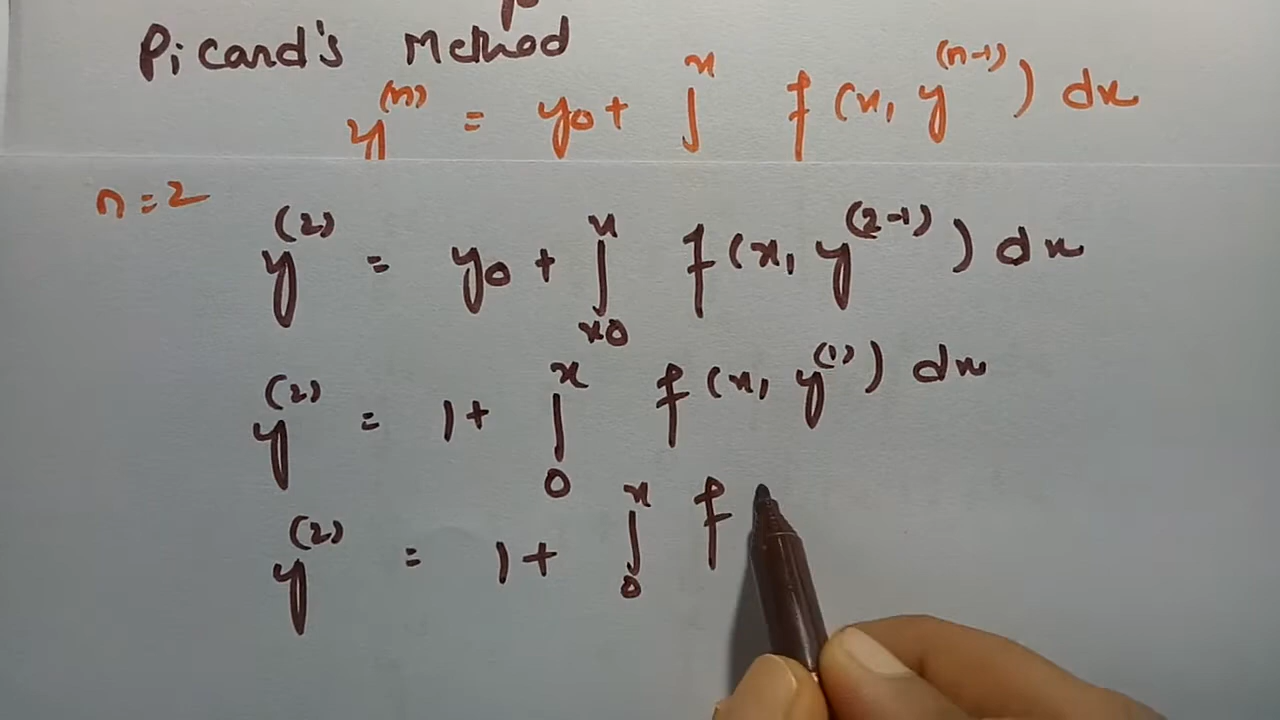 Picard's Method
y^(n) = y0 + ∫^x f(x, y^(n-1)) dx
n=2
y^(2) = y0 + ∫_x0^x f(x, y^(2-1)) dx
y^(2) = 1+ ∫_0^x f(x, y^(1)) dx
y^(2) = 1+ ∫_0^x f